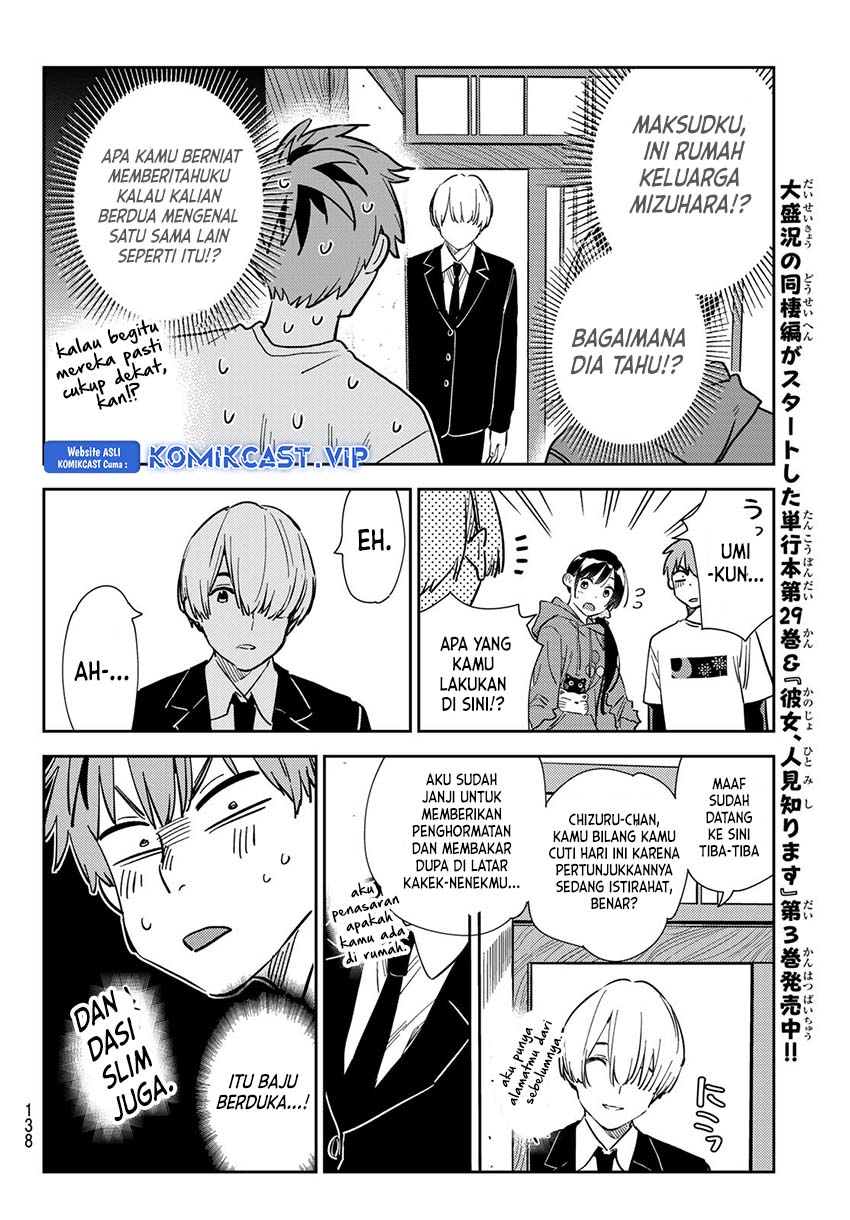 MAKSUDKU,
INI RUMAH
KELUARGA
MIZUHARA!?
BAGAIMANA
DIA TAHU!?
APA KAMU BERNIAT
MEMBERITAHUKU
KALAU KALIAN
BERDUA MENGENAL
SATU SAMA LAIN
SEPERTI ITU!?
kalau begitu
mereka pasti
cukup dekat,
kan!?
Website ASLI
KOMIKCAST Cuma :
KOMIKCAST.VIP
うっ
UMI
-KUN...
APA YANG
KAMU
LAKUKAN
DI SINI!?
EH.
AH-...
MAAF
SUDAH
DATANG
KE SINI
TIBA-TIBA
CHIZURU-CHAN,
KAMU BILANG KAMU
CUTI HARI INI KARENA
PERTUNJUKKANNYA
SEDANG ISTIRAHAT,
BENAR?
aku punya
alamatmu dari
sebelumnya.
ニコッ
AKU SUDAH
JANJI UNTUK
MEMBERIKAN
PENGHORMATAN
DAN MEMBAKAR
DUPA DI LATAR
KAKEK-NENEKMU...
aku
penasaran
apakah
kamu ada
di rumah.
ITU BAJU
BERDUKA...!
DAN
DASI
SLIM
JUGA.
大盛況の同棲編がスタートした単行本第29巻&『彼女、人見知ります』第3巻発売中!!
138